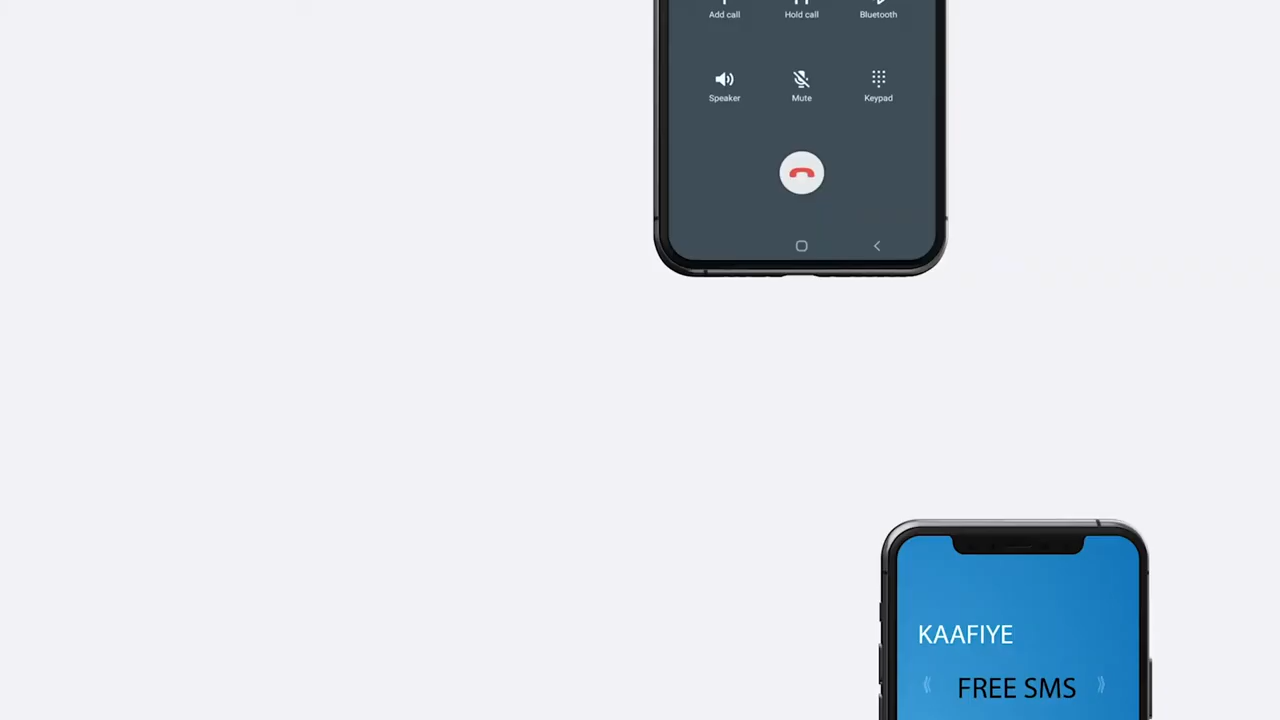 Add call Hold call Bluetooth
Speaker Mute Keypad
KAAFIYE
FREE SMS